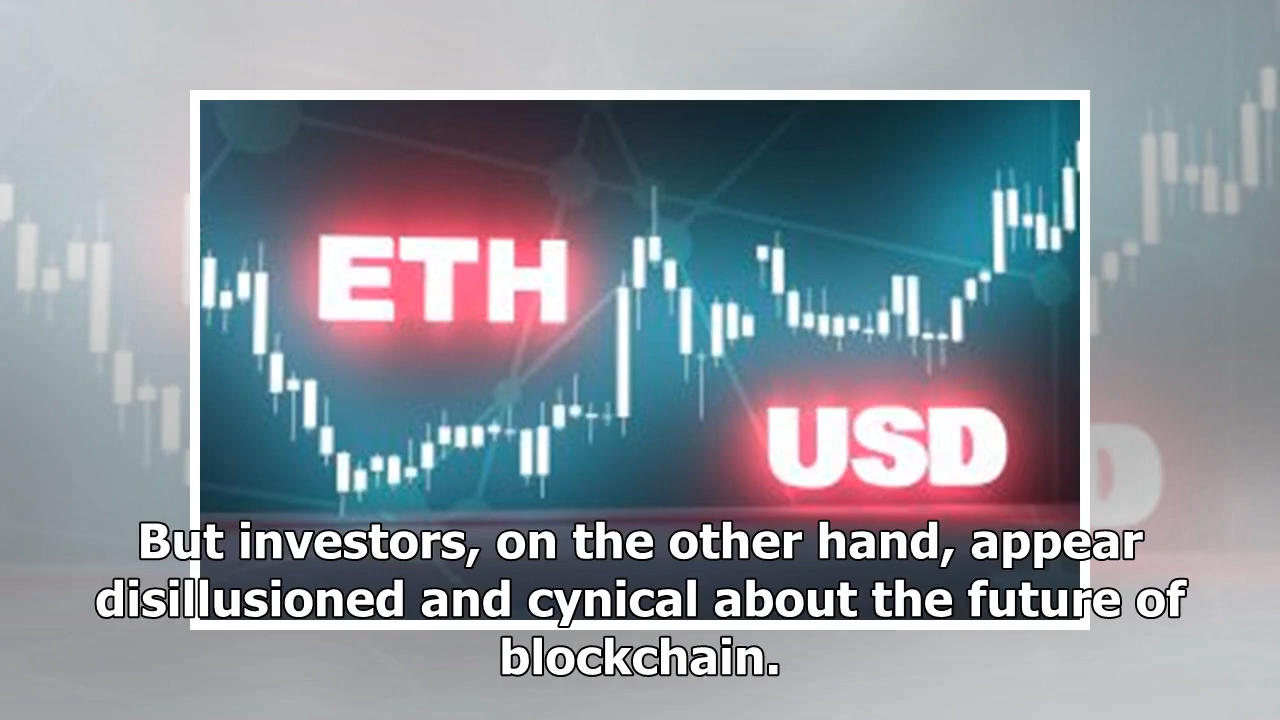 ETH
USD
But investors, on the other hand, appear
disillusioned and cynical about the future of
blockchain.